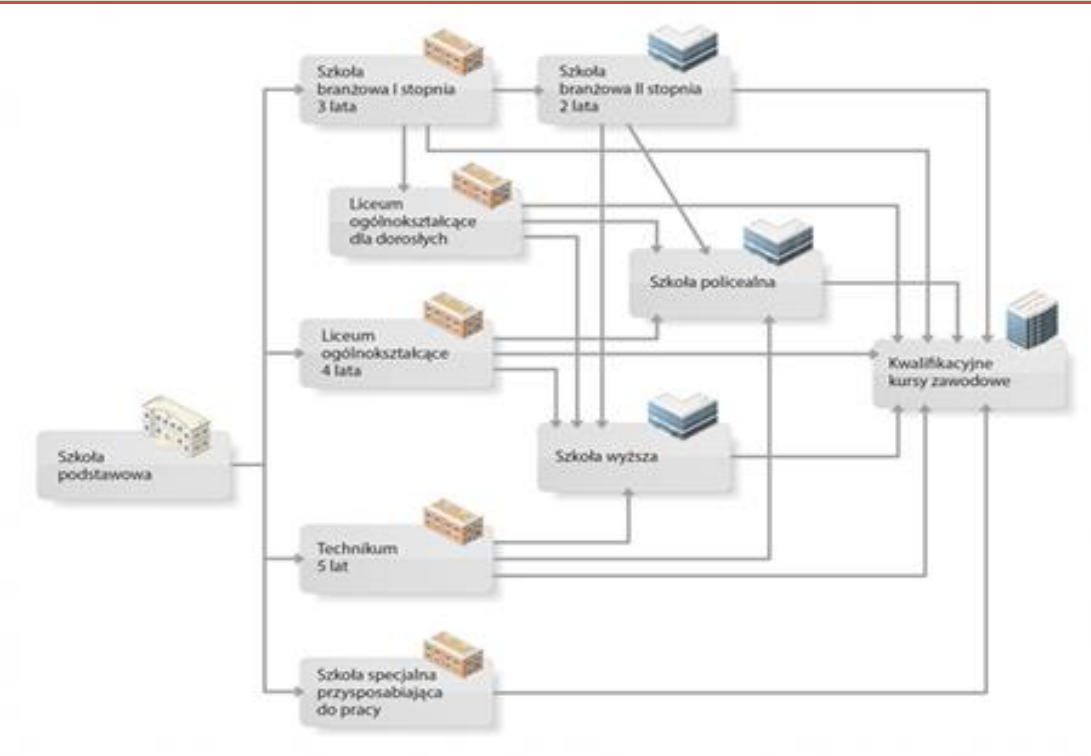 Szkoła
branżowa I stopnia
3 lata
Szkoła
branżowa II stopnia
2 lata
Liceum
ogólnokształcące
dla dorosłych
Szkoła policealna
Liceum
ogólnokształcące
4 lata
Kwalifikacyjne
kursy zawodowe
Szkoła
podstawowa
Szkoła wyższa
Technikum
5 lat
Szkoła specjalna
przysposabiająca
do pracy